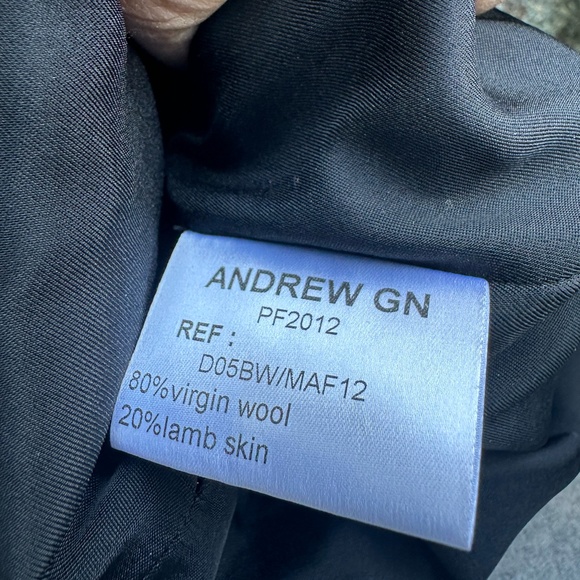 ANDREW GN
PF2012
REF :
D05BW/MAF12
80%virgin wool
20%lamb skin